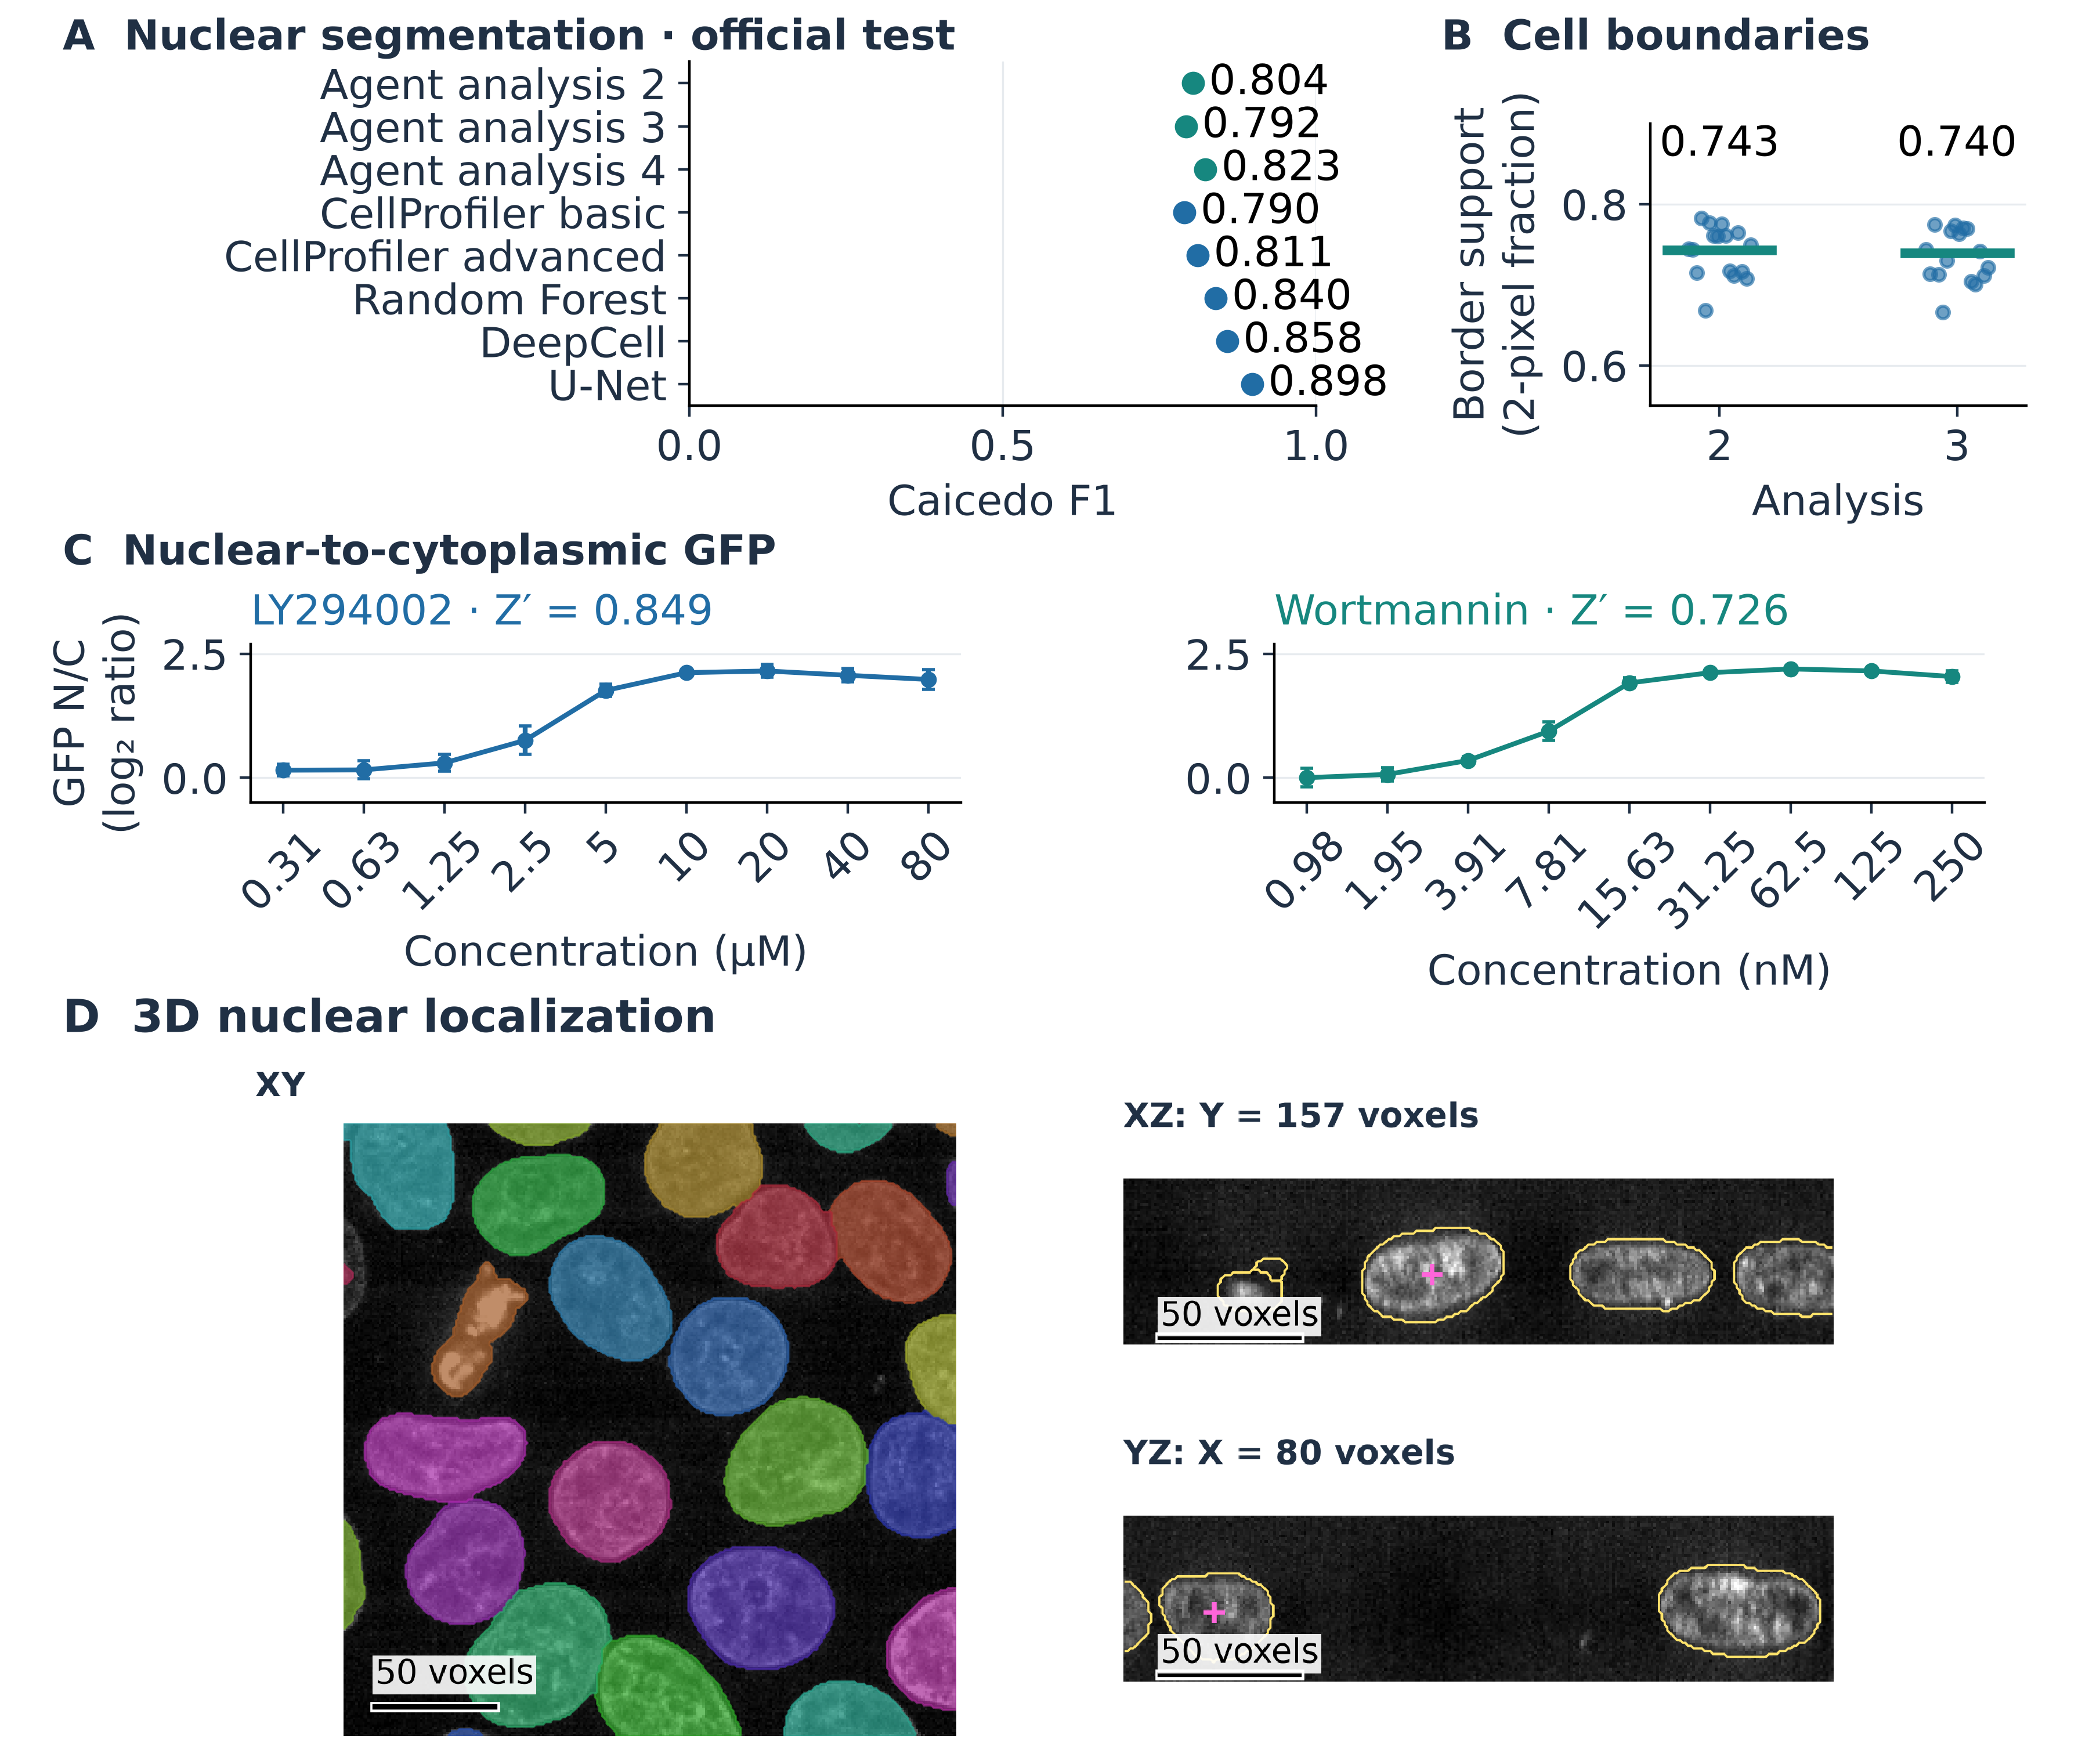 A Nuclear segmentation · official test
Agent analysis 2
0.804
Agent analysis 3
0.792
Agent analysis 4
0.823
CellProfiler basic
0.790
CellProfiler advanced
0.811
Random Forest
0.840
DeepCell
0.858
U-Net
0.898
0.0
0.5
1.0
Caicedo F1
B Cell boundaries
Border support
(2-pixel fraction)
0.743
0.740
0.8
0.6
2
3
Analysis
C Nuclear-to-cytoplasmic GFP
LY294002 · Z′ = 0.849
GFP N/C
(log₂ ratio)
2.5
0.0
0.31
0.63
1.25
2.5
5
10
20
40
80
Concentration (μM)
Wortmannin · Z′ = 0.726
2.5
0.0
0.98
1.95
3.91
7.81
15.63
31.25
62.5
125
250
Concentration (nM)
D 3D nuclear localization
XY
50 voxels
XZ: Y = 157 voxels
50 voxels
YZ: X = 80 voxels
50 voxels